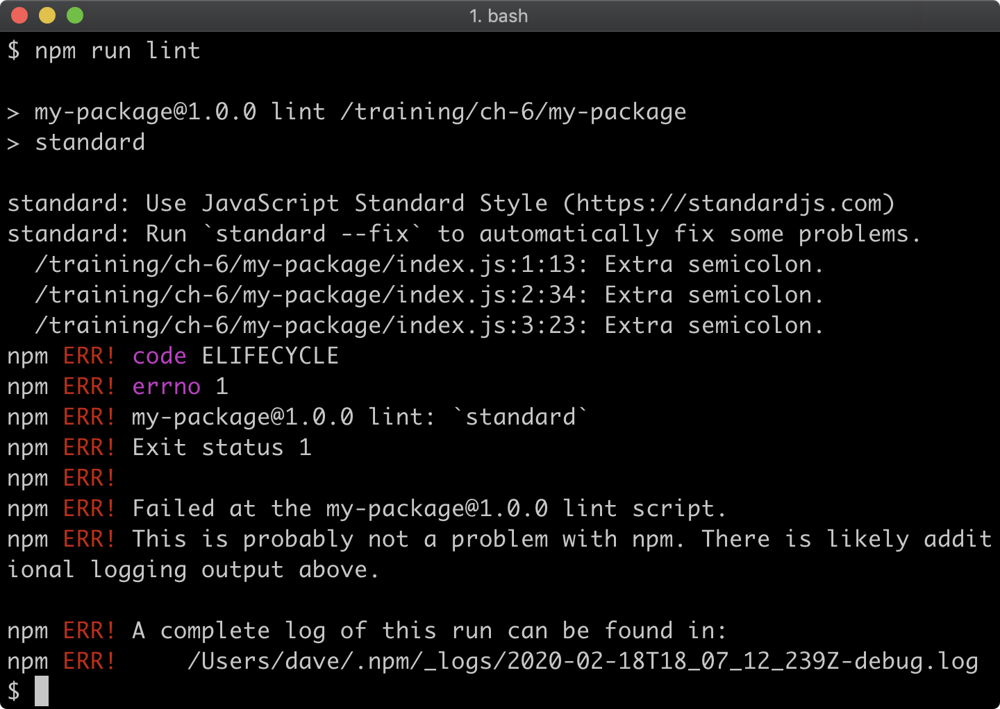 1. bash
$ npm run lint
> my-package@1.0.0 lint /training/ch-6/my-package
> standard
standard: Use JavaScript Standard Style (https://standardjs.com)
standard: Run `standard --fix` to automatically fix some problems.
  /training/ch-6/my-package/index.js:1:13: Extra semicolon.
  /training/ch-6/my-package/index.js:2:34: Extra semicolon.
  /training/ch-6/my-package/index.js:3:23: Extra semicolon.
npm ERR! code ELIFECYCLE
npm ERR! errno 1
npm ERR! my-package@1.0.0 lint: `standard`
npm ERR! Exit status 1
npm ERR!
npm ERR! Failed at the my-package@1.0.0 lint script.
npm ERR! This is probably not a problem with npm. There is likely addit
ional logging output above.
npm ERR! A complete log of this run can be found in:
npm ERR!     /Users/dave/.npm/_logs/2020-02-18T18_07_12_239Z-debug.log
$